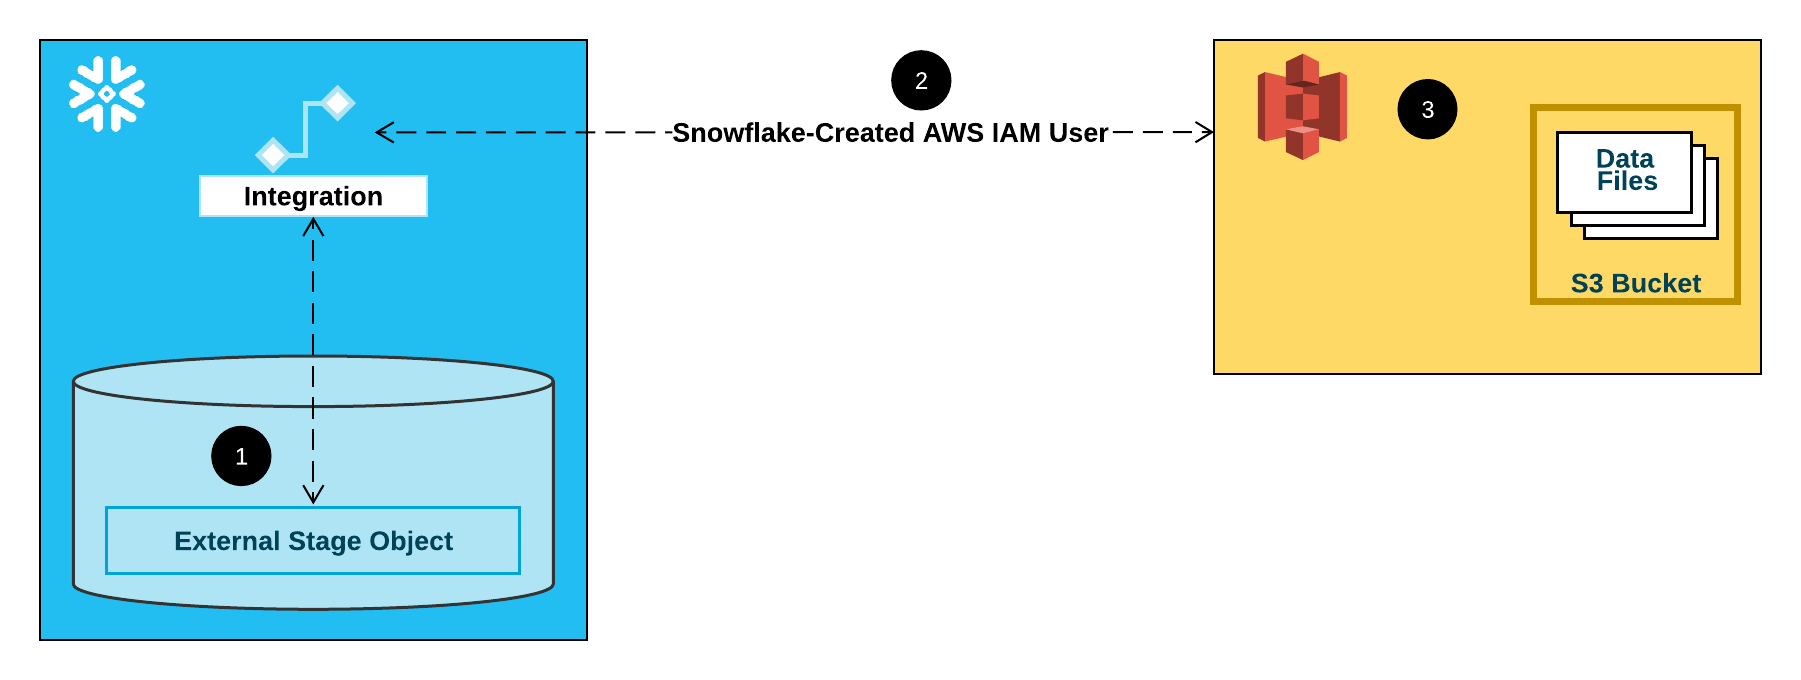 2
Snowflake-Created AWS IAM User
3
Data
Files
Integration
S3 Bucket
1
External Stage Object